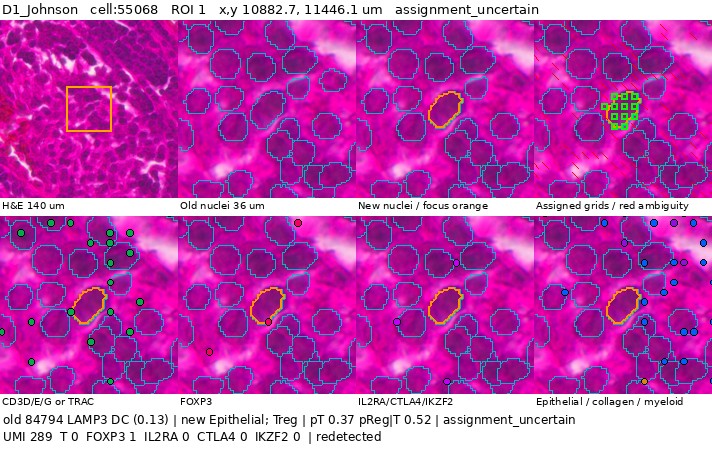 D1_Johnson cell:55068 ROI 1 x,y 10882.7, 11446.1 um assignment_uncertain
H&E 140 um
Old nuclei 36 um
New nuclei / focus orange
Assigned grids / red ambiguity
CD3D/E/G or TRAC
FOXP3
IL2RA/CTLA4/IKZF2
Epithelial / collagen / myeloid
old 84794 LAMP3 DC (0.13) | new Epithelial; Treg | pT 0.37 pReg|T 0.52 | assignment_uncertain
UMI 289 T 0 FOXP3 1 IL2RA 0 CTLA4 0 IKZF2 0 | redetected